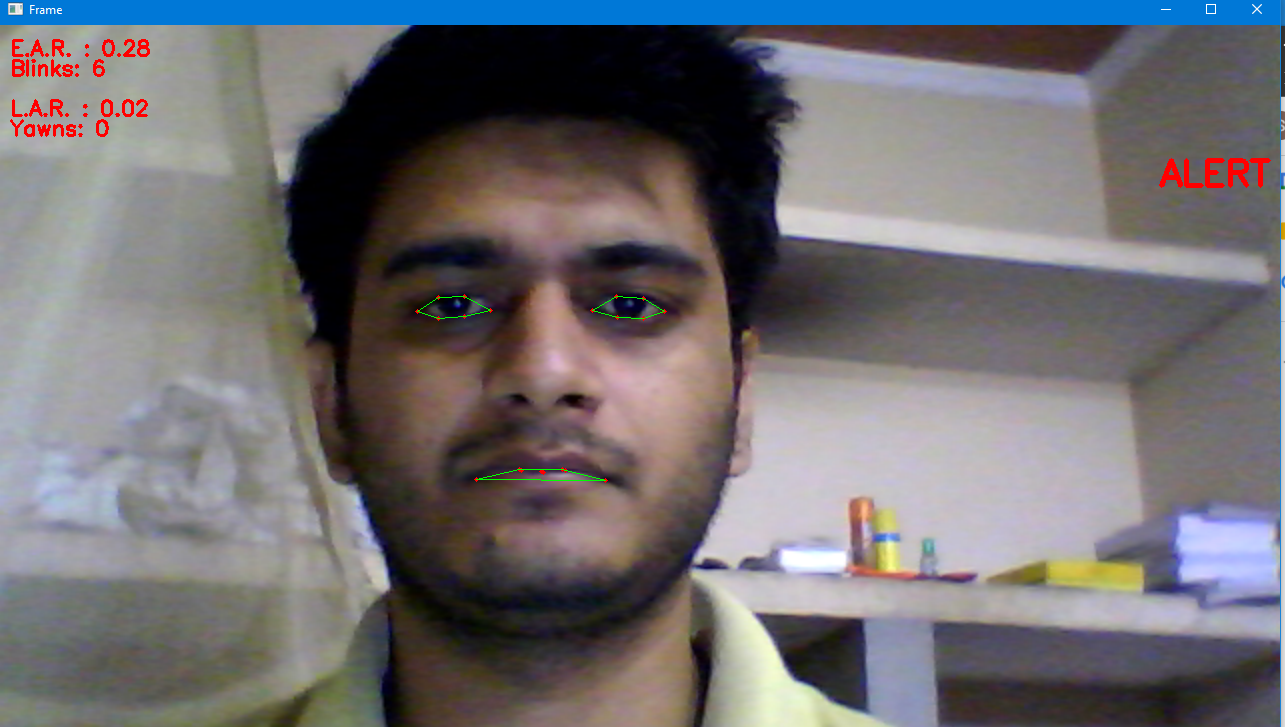 Frame
E.A.R. : 0.28
Blinks: 6
L.A.R. : 0.02
Yawns: 0
ALERT